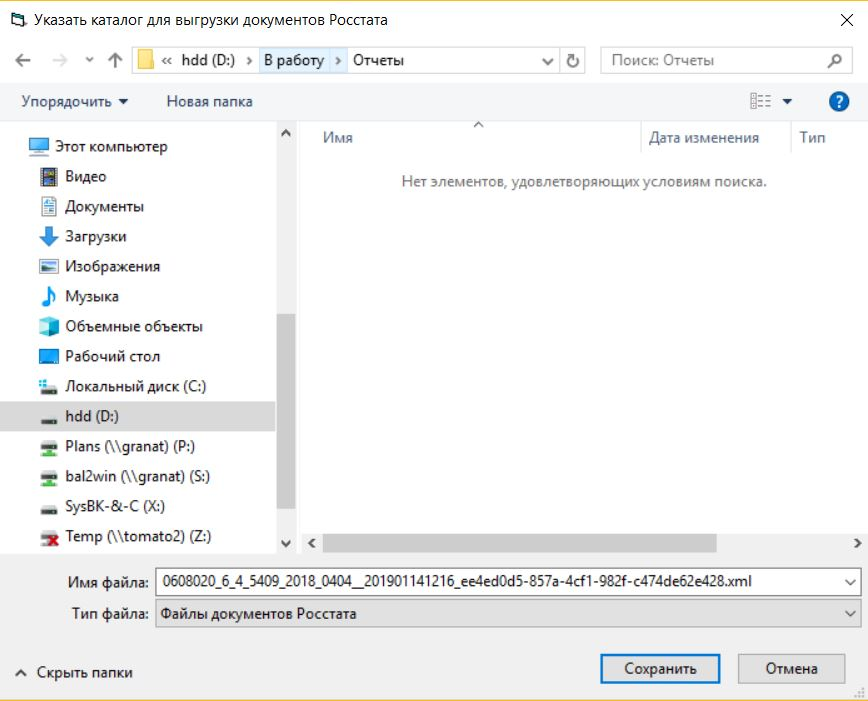 Указать каталог для выгрузки документов Росстата
« hdd (D:) > В работу > Отчеты
Поиск: Отчеты
Упорядочить Новая папка
?
Имя Дата изменения Тип
Нет элементов, удовлетворяющих условиям поиска.
Этот компьютер
Видео
Документы
Загрузки
Изображения
Музыка
Объемные объекты
Рабочий стол
Локальный диск (C:)
hdd (D:)
Plans (\\granat) (P:)
bal2win (\\granat) (S:)
SysBK-&-C (X:)
Temp (\\tomato2) (Z:)
Имя файла: 0608020_6_4_5409_2018_0404__201901141216_ee4ed0d5-857a-4cf1-982f-c474de62e428.xml
Тип файла: Файлы документов Росстата
Скрыть папки
Сохранить
Отмена